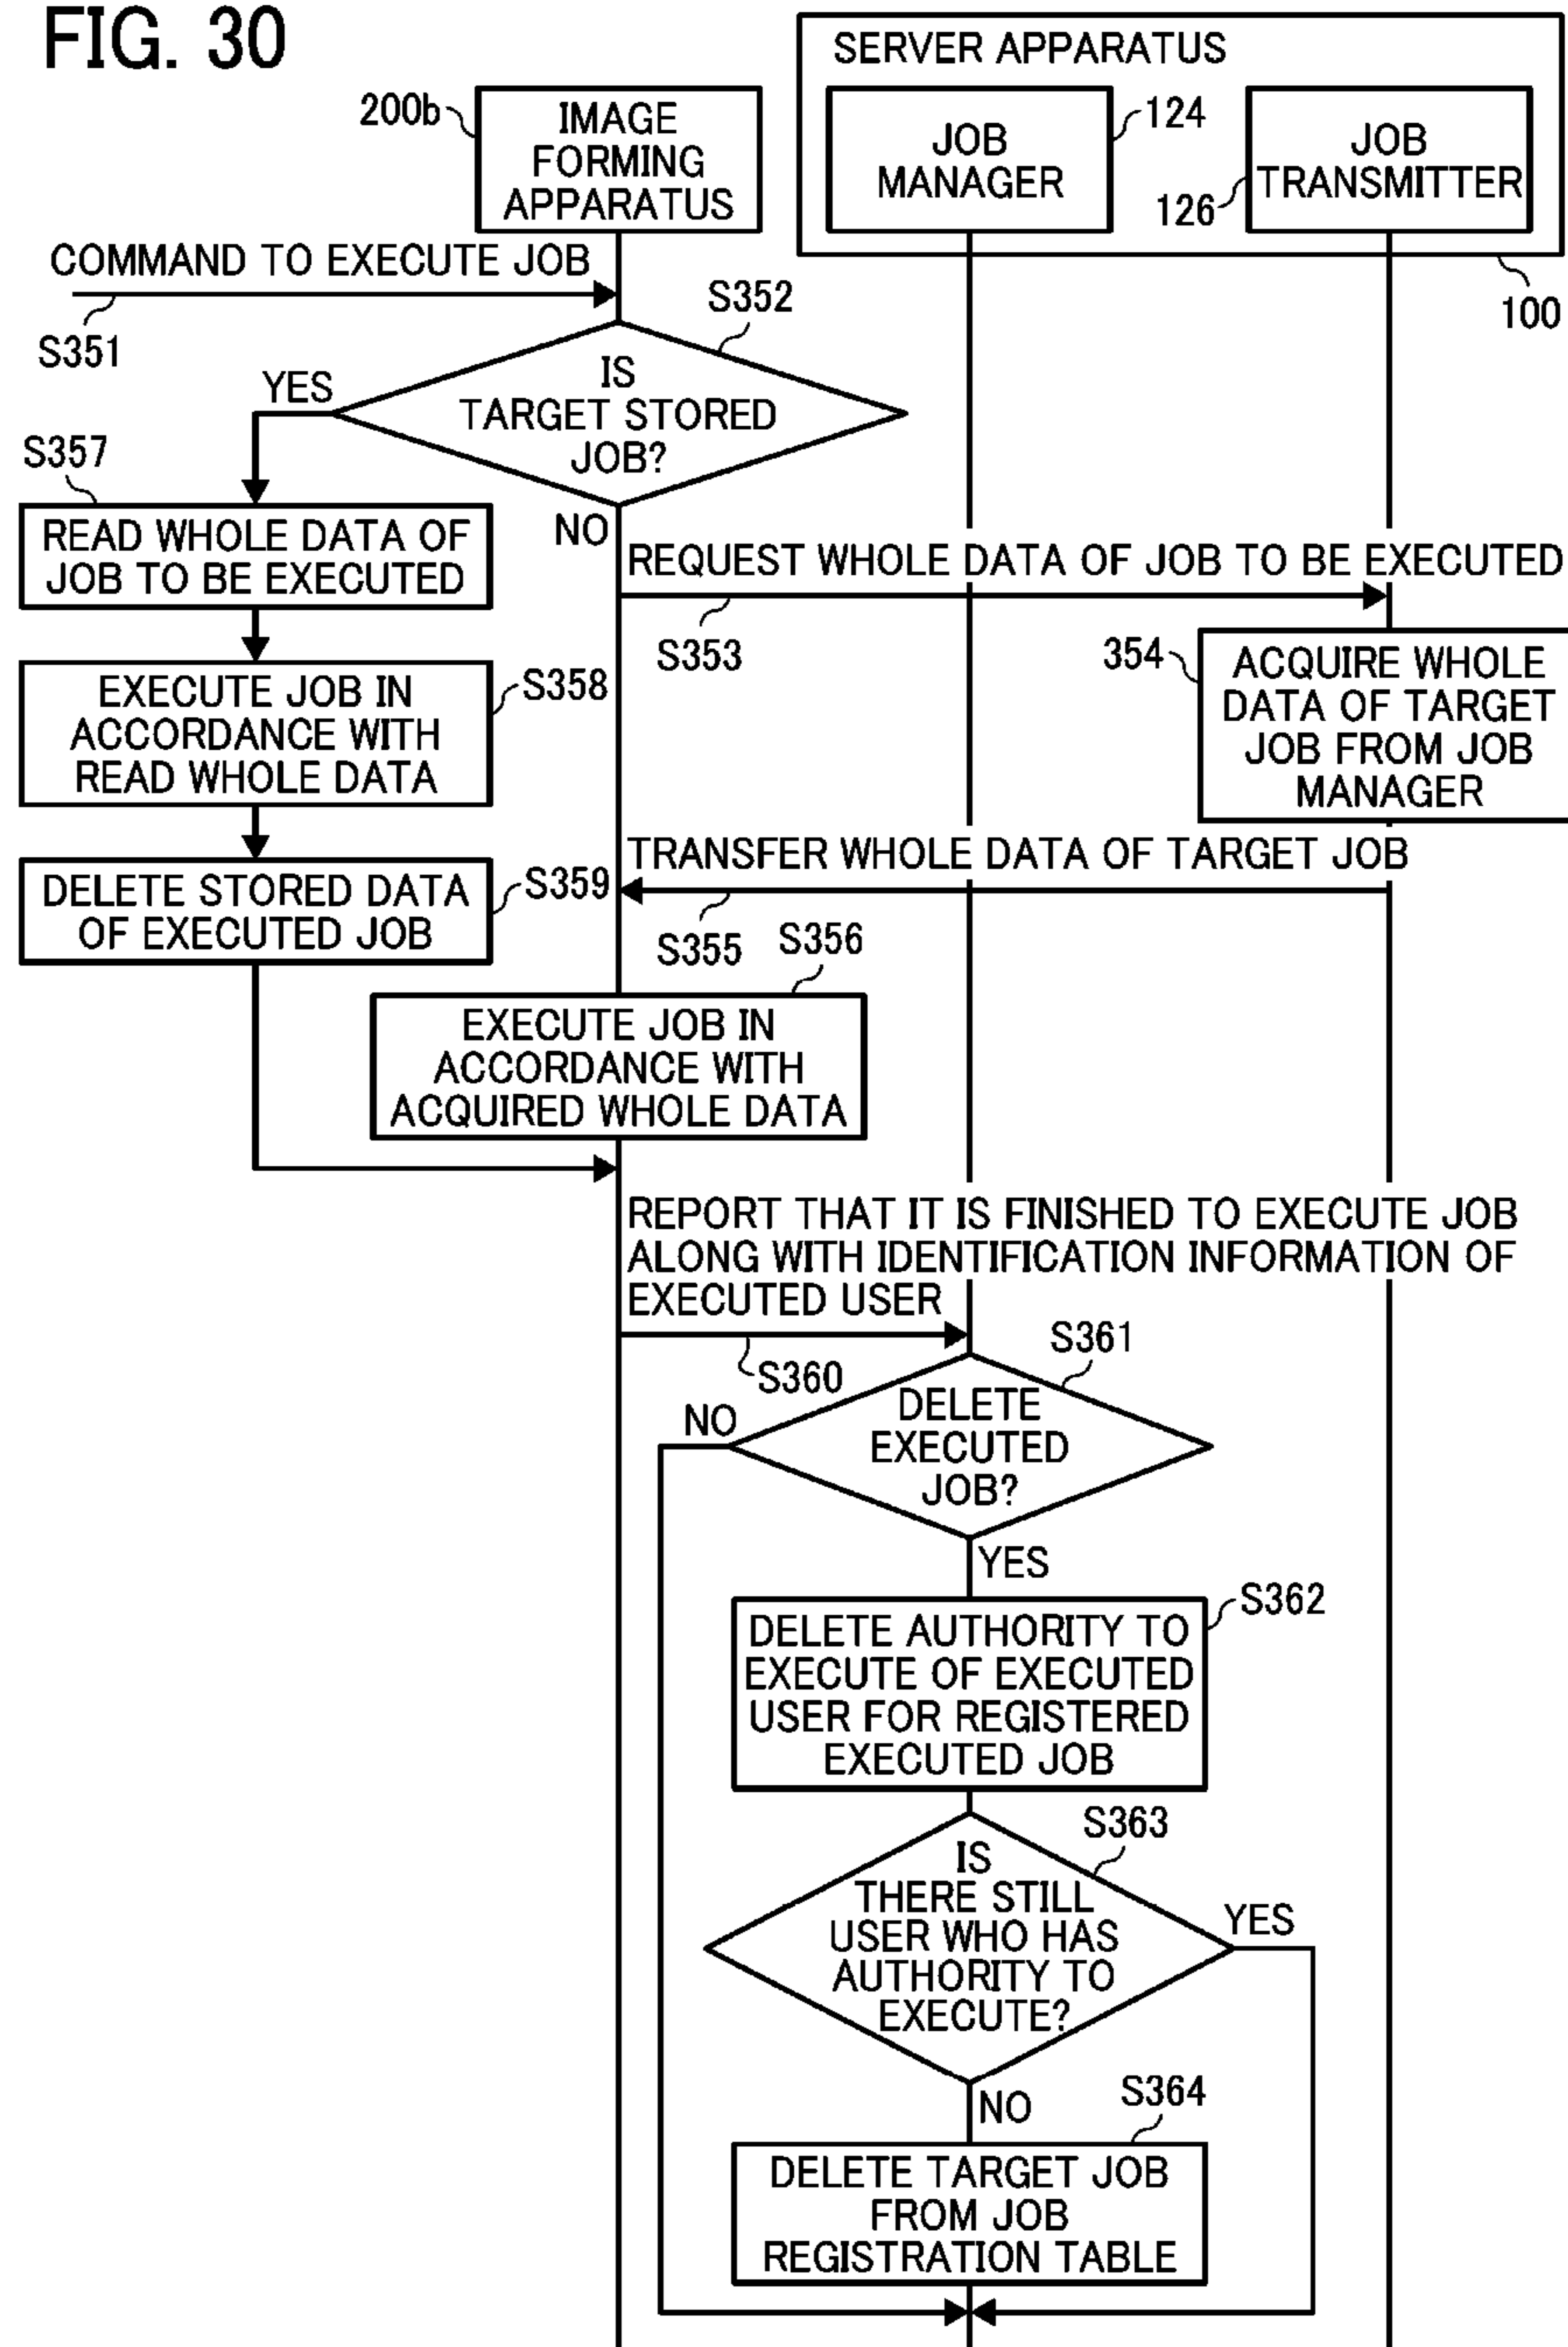 FIG. 30
SERVER APPARATUS
200b
IMAGE
FORMING
APPARATUS
JOB
MANAGER
124
JOB
TRANSMITTER
126
100
COMMAND TO EXECUTE JOB
S351
S352
IS
TARGET STORED
JOB?
YES
NO
S357
READ WHOLE DATA OF
JOB TO BE EXECUTED
REQUEST WHOLE DATA OF JOB TO BE EXECUTED
S353
354
ACQUIRE WHOLE
DATA OF TARGET
JOB FROM JOB
MANAGER
EXECUTE JOB IN
ACCORDANCE WITH
READ WHOLE DATA
S358
TRANSFER WHOLE DATA OF TARGET JOB
S355
DELETE STORED DATA
OF EXECUTED JOB
S359
S356
EXECUTE JOB IN
ACCORDANCE WITH
ACQUIRED WHOLE DATA
REPORT THAT IT IS FINISHED TO EXECUTE JOB
ALONG WITH IDENTIFICATION INFORMATION OF
EXECUTED USER
S360
S361
DELETE
EXECUTED
JOB?
NO
YES
S362
DELETE AUTHORITY TO
EXECUTE OF EXECUTED
USER FOR REGISTERED
EXECUTED JOB
S363
IS
THERE STILL
USER WHO HAS
AUTHORITY TO
EXECUTE?
YES
NO
S364
DELETE TARGET JOB
FROM JOB
REGISTRATION TABLE